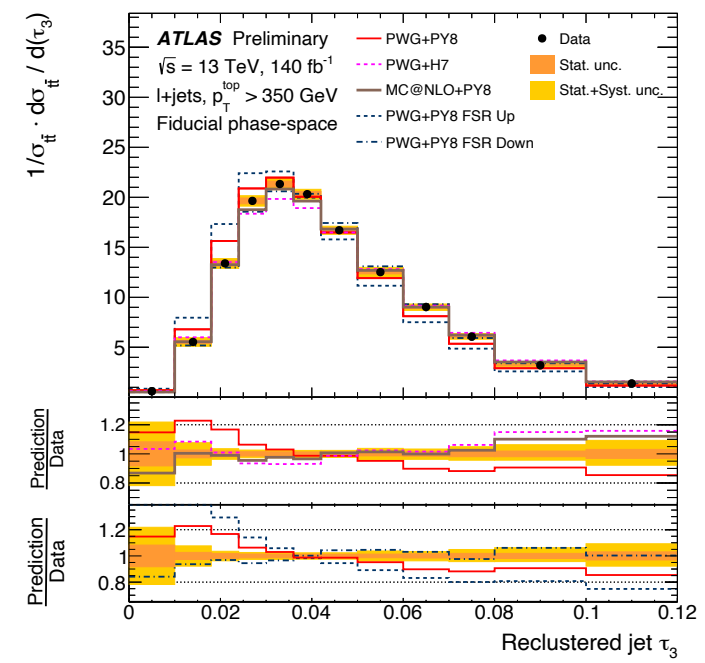 1/σ_tt̄ · dσ_tt̄ / d(τ₃)
ATLAS Preliminary
√s = 13 TeV, 140 fb⁻¹
l+jets, p_T^top > 350 GeV
Fiducial phase-space
PWG+PY8
PWG+H7
MC@NLO+PY8
PWG+PY8 FSR Up
PWG+PY8 FSR Down
Data
Stat. unc.
Stat.+Syst. unc.
35
30
25
20
15
10
5
Prediction
Data
1.2
1
0.8
Prediction
Data
1.2
1
0.8
0 0.02 0.04 0.06 0.08 0.1 0.12
Reclustered jet τ₃